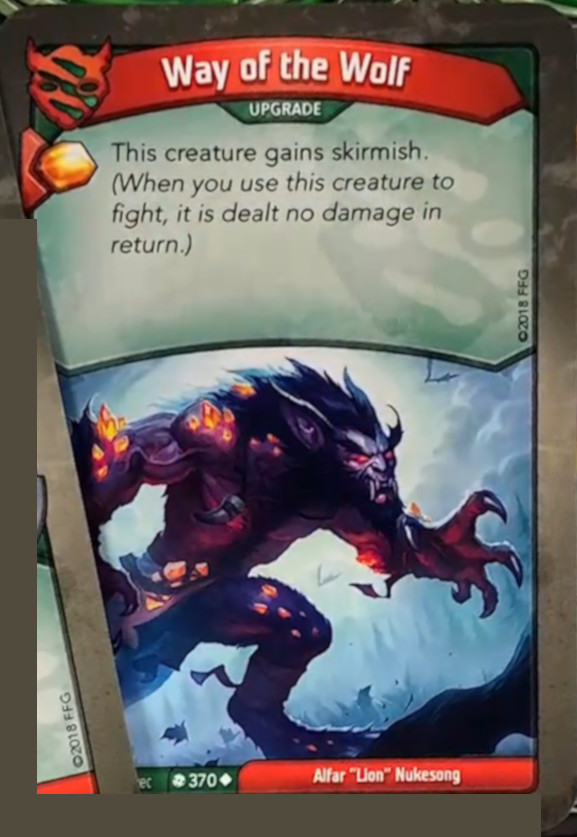 Way of the Wolf
UPGRADE
This creature gains skirmish.
(When you use this creature to
fight, it is dealt no damage in
return.)
©2018 FFG
©2018 FFG
370
Alfar "Lion" Nukesong